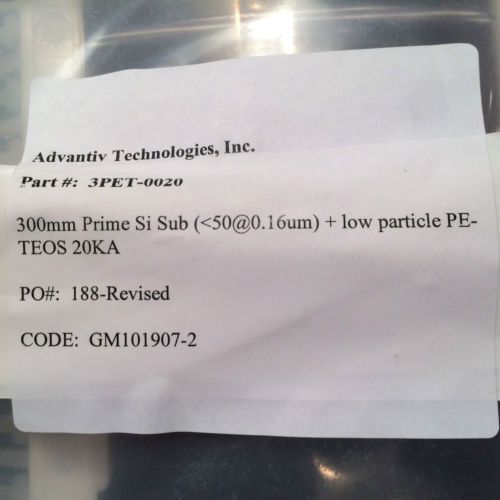 Advantiv Technologies, Inc.
Part #: 3PET-0020
300mm Prime Si Sub (<50@0.16um) + low particle PE-
TEOS 20KA
PO#: 188-Revised
CODE: GM101907-2